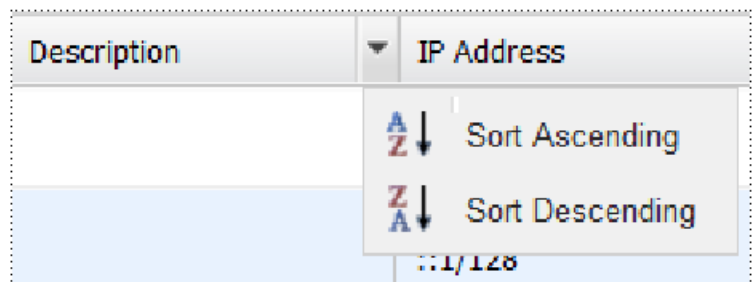 Description IP Address
A
Z Sort Ascending
Z
A Sort Descending
::1/128